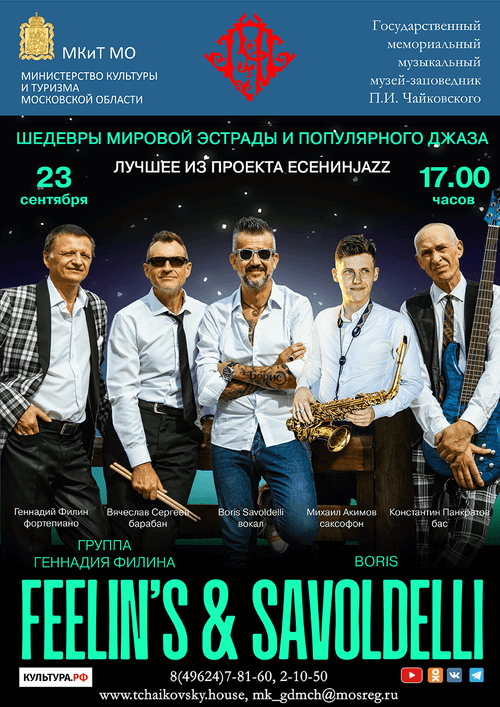 МКиТ МО
МИНИСТЕРСТВО КУЛЬТУРЫ
И ТУРИЗМА
МОСКОВСКОЙ ОБЛАСТИ
Государственный
мемориальный
музыкальный
музей-заповедник
П.И. Чайковского
ШЕДЕВРЫ МИРОВОЙ ЭСТРАДЫ И ПОПУЛЯРНОГО ДЖАЗА
ЛУЧШЕЕ ИЗ ПРОЕКТА ЕСЕНИНJAZZ
23
сентября
17.00
часов
Геннадий Филин
фортепиано
Вячеслав Сергеев
барабан
Boris Savoldelli
вокал
Михаил Акимов
саксофон
Константин Панкратов
бас
ГРУППА
ГЕННАДИЯ ФИЛИНА
BORIS
FEELIN'S & SAVOLDELLI
КУЛЬТУРА.РФ
8(49624)7-81-60, 2-10-50
www.tchaikovsky.house, mk_gdmch@mosreg.ru